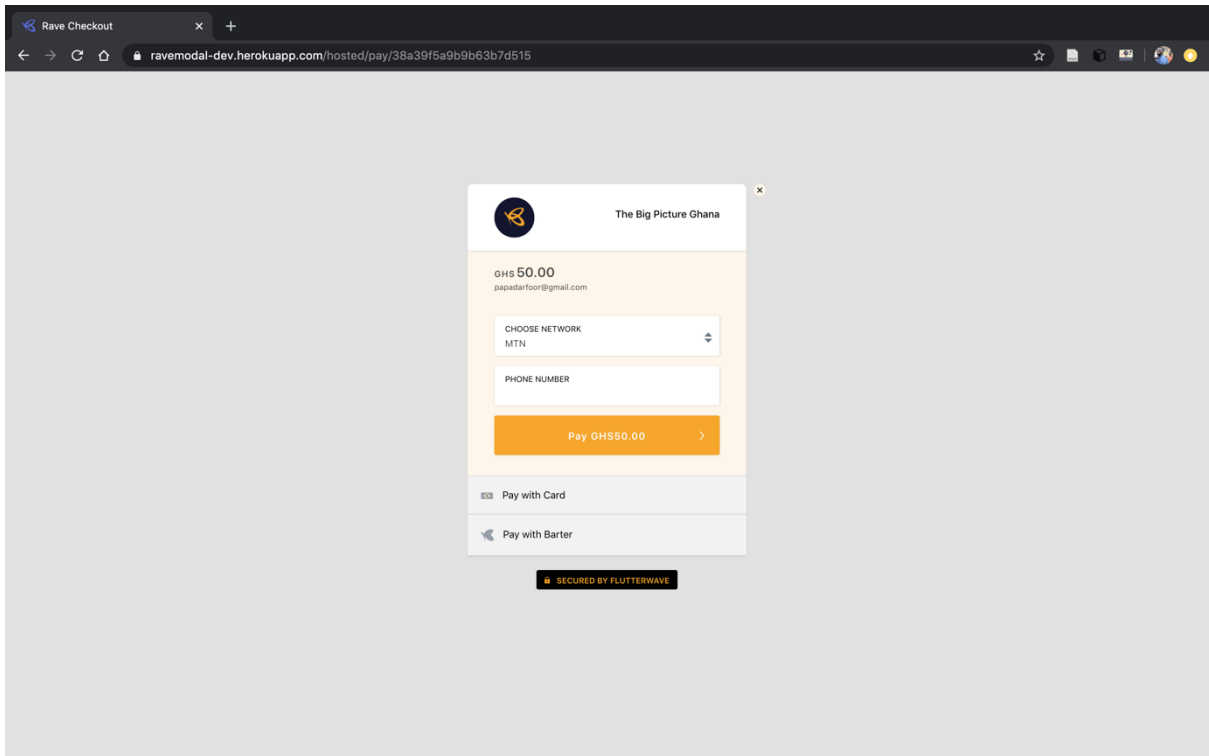 Rave Checkout
ravemodal-dev.herokuapp.com/hosted/pay/38a39f5a9b9b63b7d515
The Big Picture Ghana
GHS 50.00
papadarfoor@gmail.com
CHOOSE NETWORK
MTN
PHONE NUMBER
Pay GHS50.00
Pay with Card
Pay with Barter
SECURED BY FLUTTERWAVE